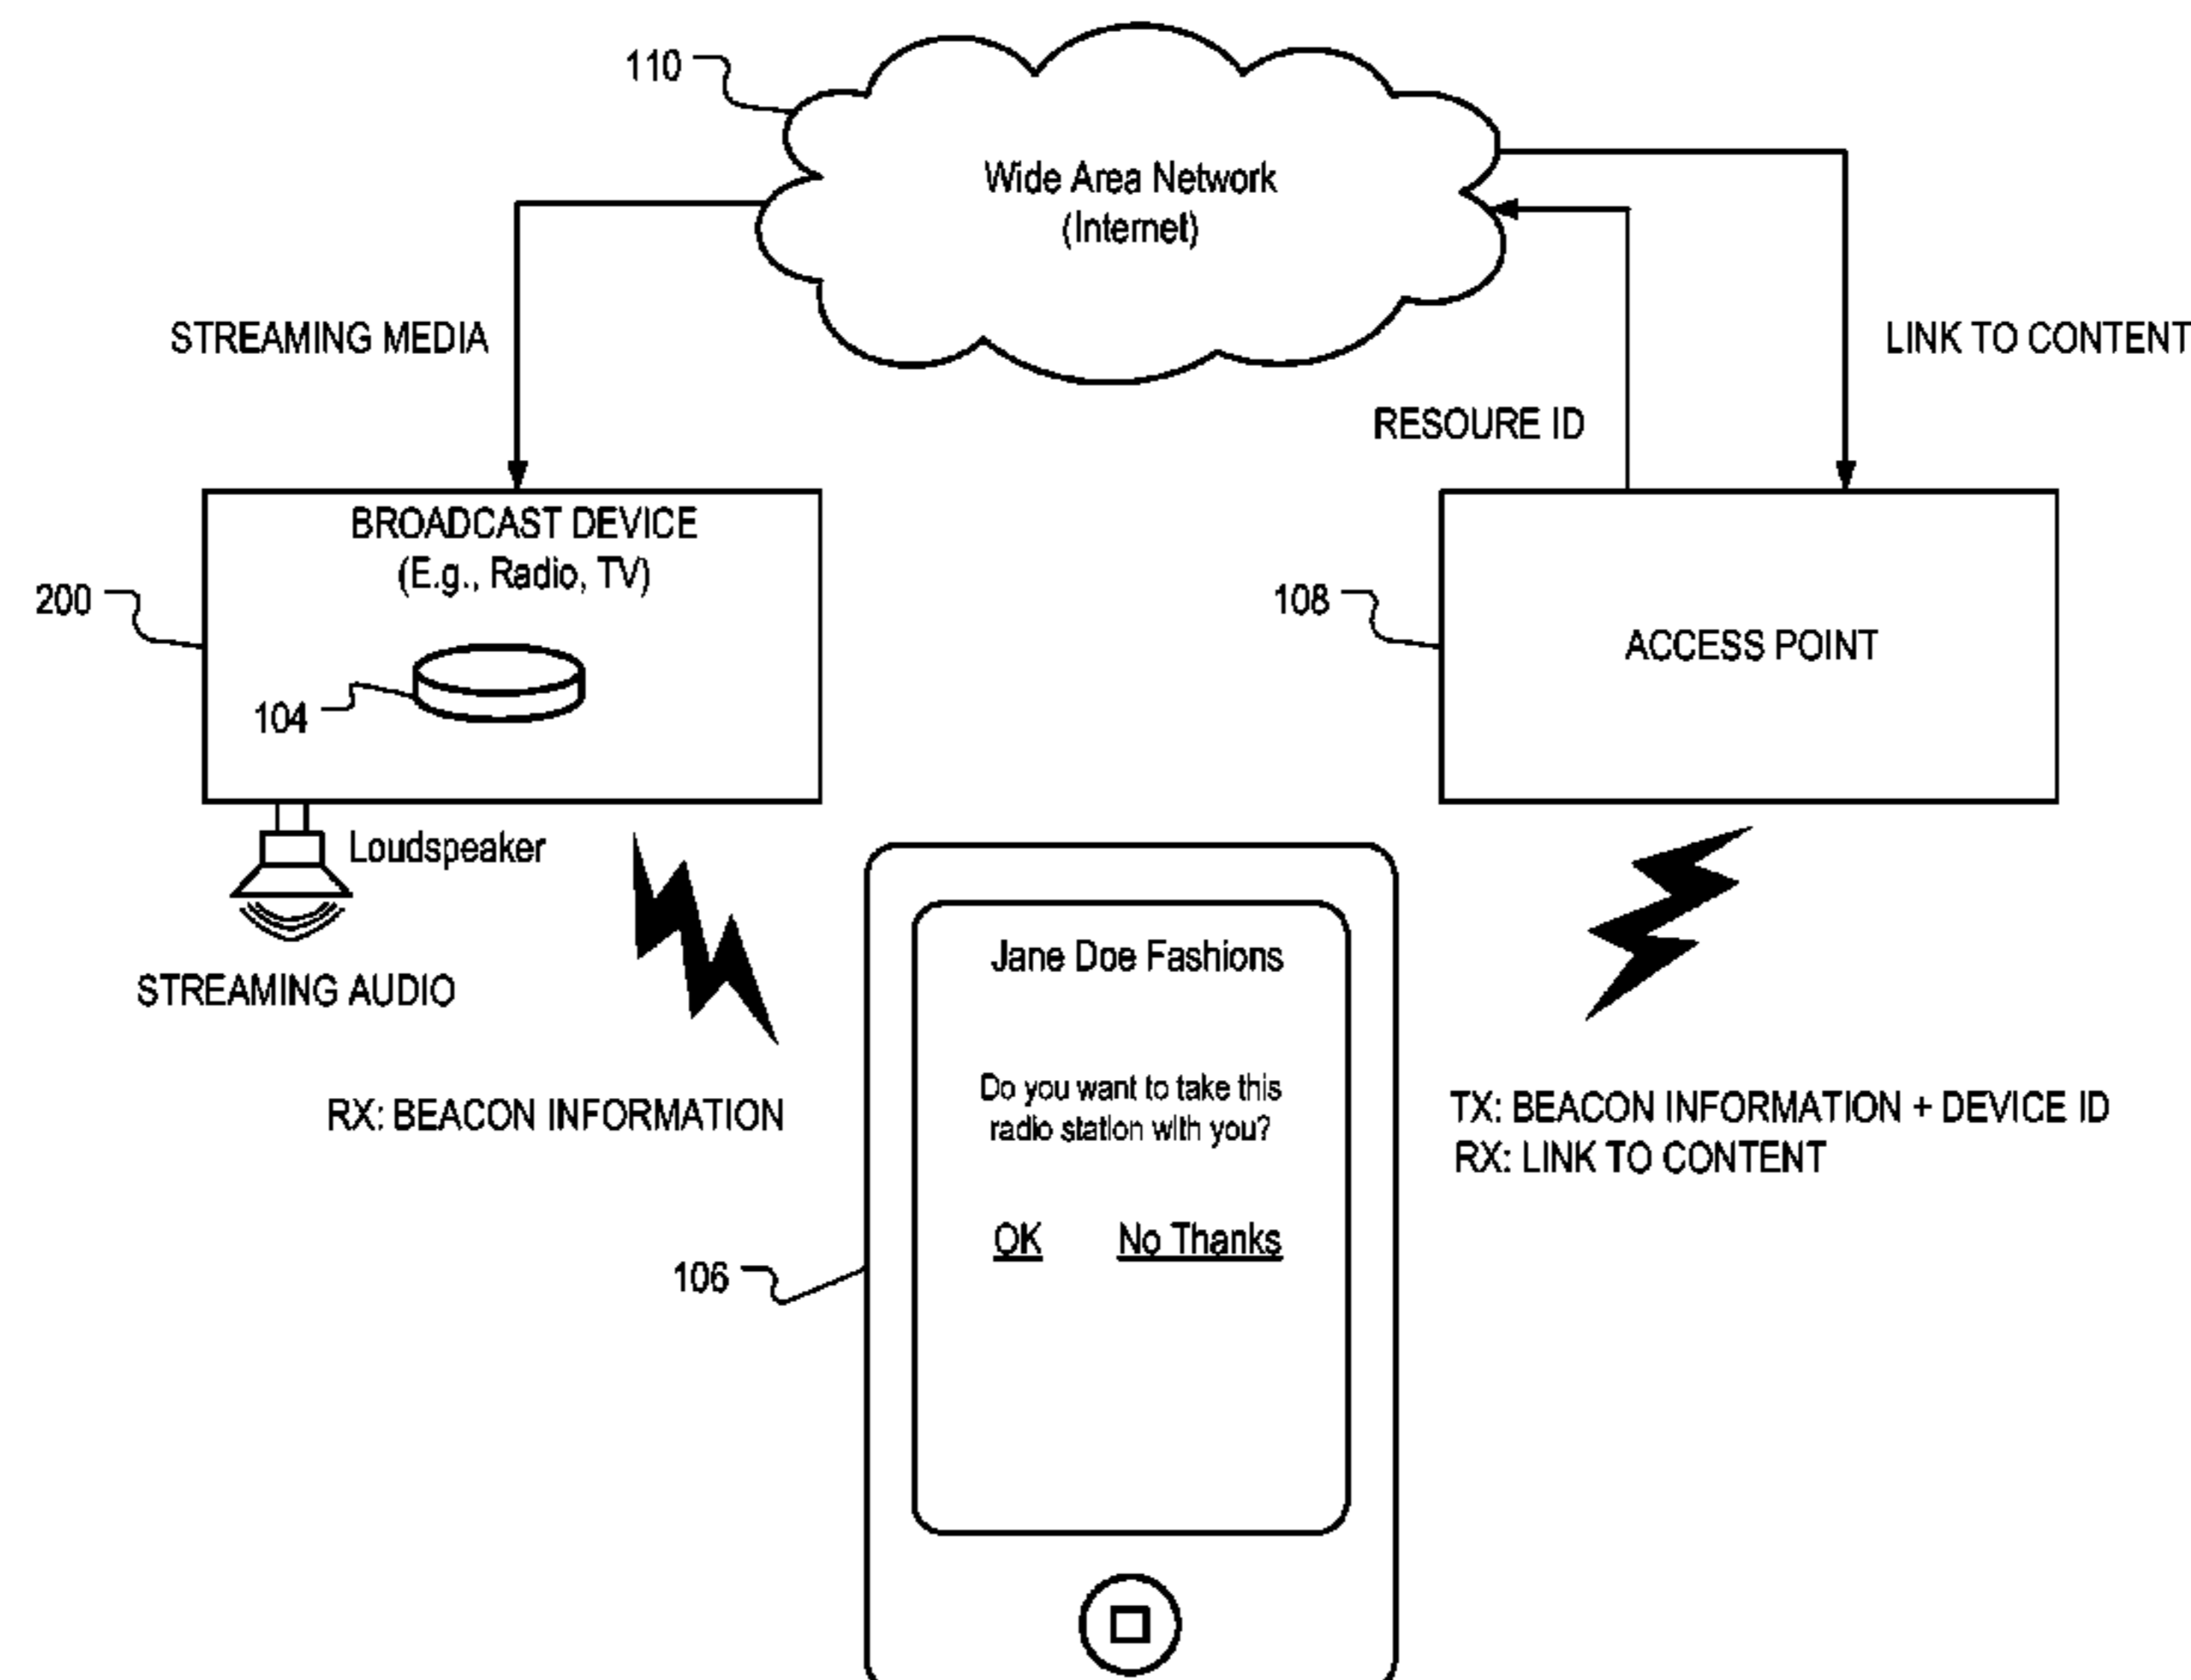 110
Wide Area Network
(Internet)
STREAMING MEDIA
LINK TO CONTENT
RESOURE ID
BROADCAST DEVICE
(E.g., Radio, TV)
200
104
108
ACCESS POINT
Loudspeaker
STREAMING AUDIO
Jane Doe Fashions
Do you want to take this
radio station with you?
RX: BEACON INFORMATION
TX: BEACON INFORMATION + DEVICE ID
RX: LINK TO CONTENT
OK No Thanks
106